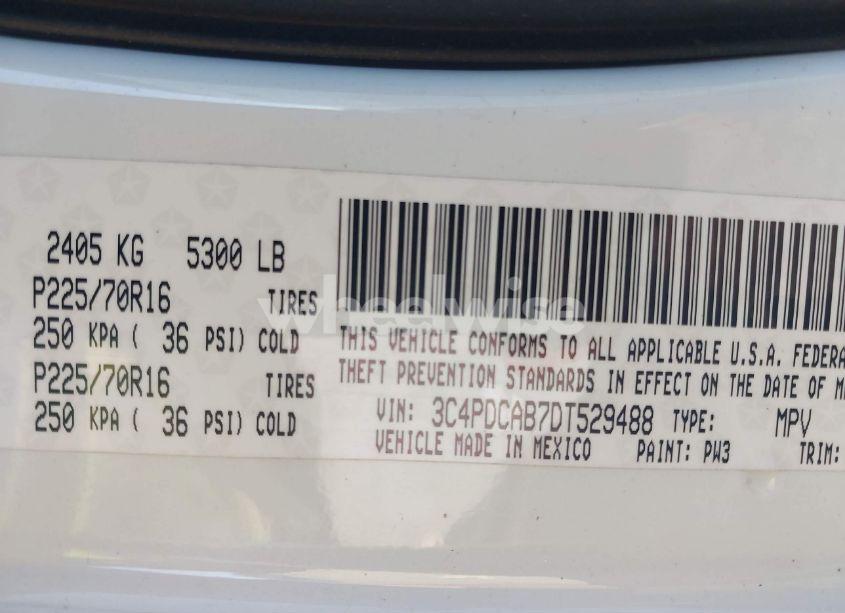 2405 KG 5300 LB
P225/70R16 TIRES
250 KPA ( 36 PSI) COLD
P225/70R16 TIRES
250 KPA ( 36 PSI) COLD
wheelwise
THIS VEHICLE CONFORMS TO ALL APPLICABLE U.S.A. FEDERA
THEFT PREVENTION STANDARDS IN EFFECT ON THE DATE OF M
VIN: 3C4PDCAB7DT529488 TYPE: MPV
VEHICLE MADE IN MEXICO PAINT: PW3 TRIM: